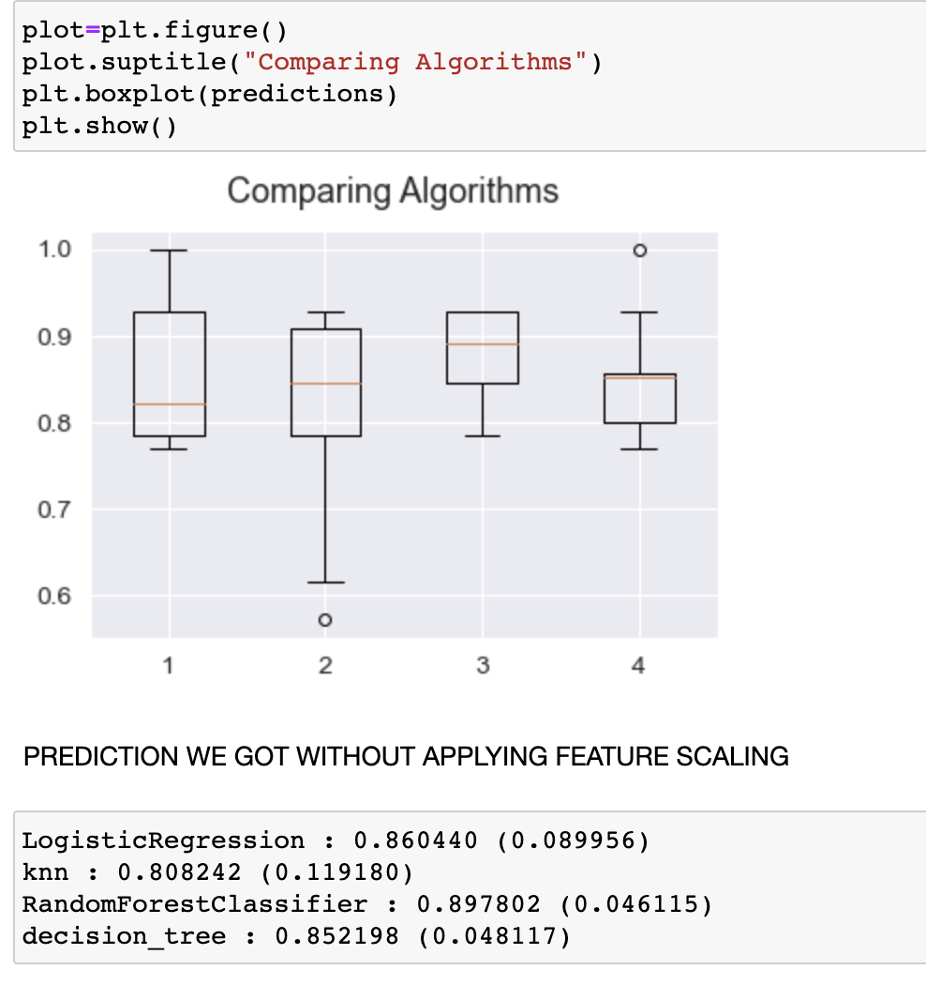 plot=plt.figure()
plot.suptitle("Comparing Algorithms")
plt.boxplot(predictions)
plt.show()
Comparing Algorithms
1.0
0.9
0.8
0.7
0.6
1 2 3 4
PREDICTION WE GOT WITHOUT APPLYING FEATURE SCALING
LogisticRegression : 0.860440 (0.089956)
knn : 0.808242 (0.119180)
RandomForestClassifier : 0.897802 (0.046115)
decision_tree : 0.852198 (0.048117)